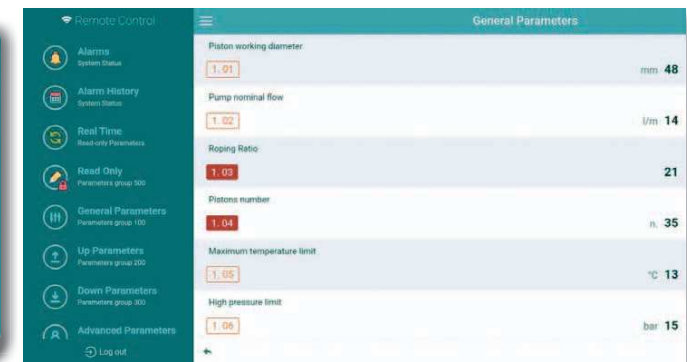 Remote Control
Alarms
System Status
Alarm History
System Status
Real Time
Read-only Parameters
Read Only
Parameters group 500
General Parameters
Parameters group 100
Up Parameters
Parameters group 200
Down Parameters
Parameters group 300
Advanced Parameters
Log out
General Parameters
Piston working diameter
1. 01
mm 48
Pump nominal flow
1. 02
l/m 14
Roping Ratio
1. 03
21
Pistons number
1. 04
n. 35
Maximum temperature limit
1. 05
°C 13
High pressure limit
1. 06
bar 15